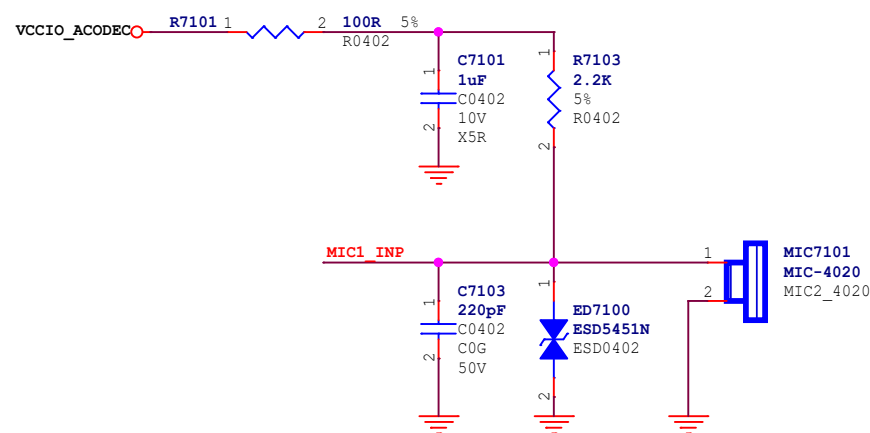 VCCIO_ACODEC R7101 1 2 100R 5%
R0402
1 C7101
1uF
C0402
10V
2 X5R
1 R7103
2.2K
5%
R0402
2
MIC1_INP
1 C7103
220pF
C0402
2 C0G
50V
1 ED7100
ESD5451N
ESD0402
2
1 MIC7101
MIC-4020
2 MIC2_4020